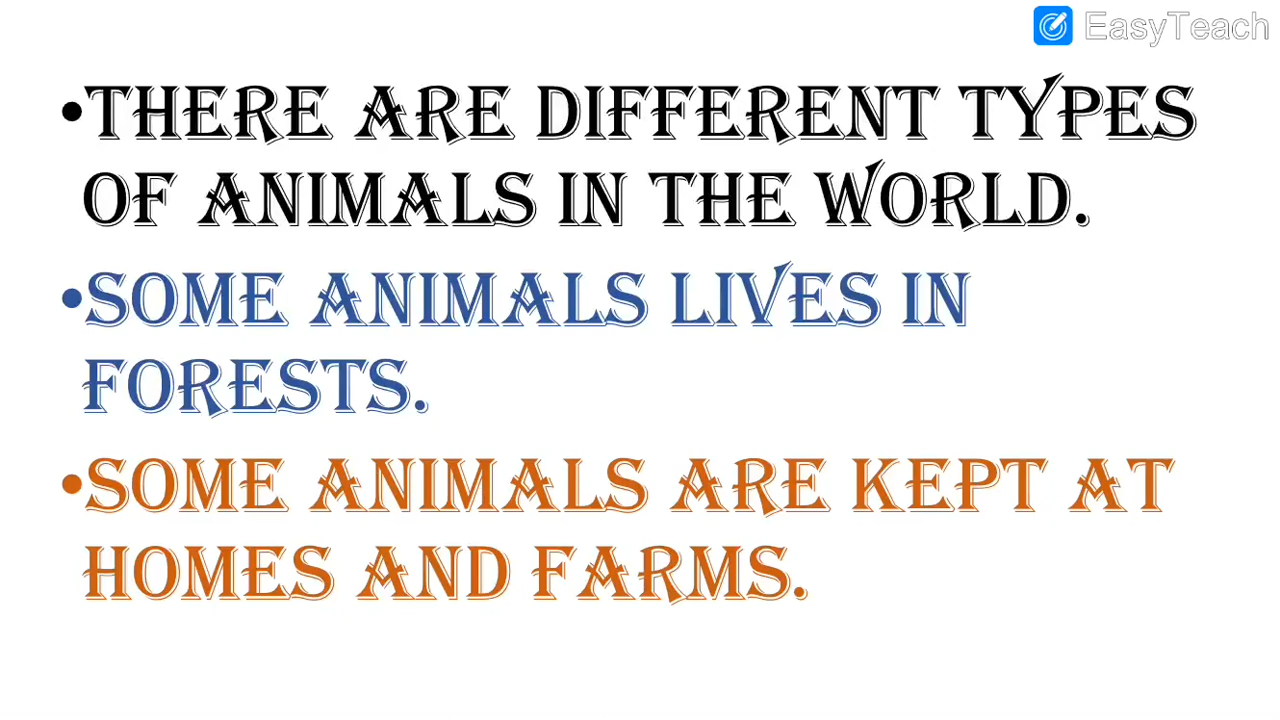 EasyTeach
•THERE ARE DIFFERENT TYPES
OF ANIMALS IN THE WORLD.
•SOME ANIMALS LIVES IN
FORESTS.
•SOME ANIMALS ARE KEPT AT
HOMES AND FARMS.